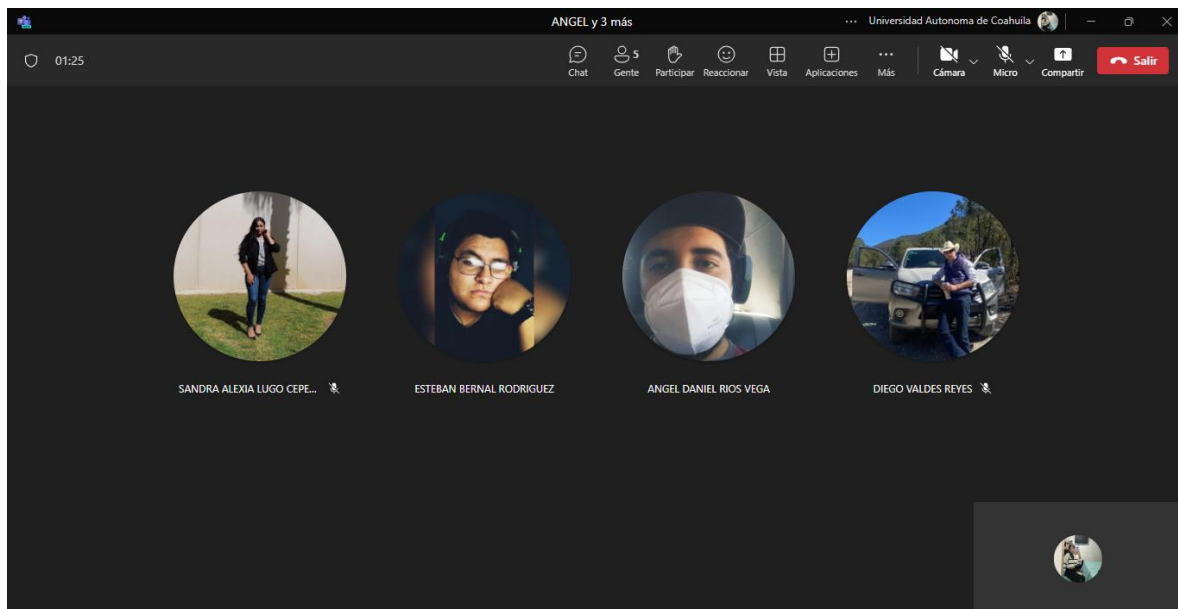 ANGEL y 3 más
Universidad Autonoma de Coahuila
01:25
5
Chat
Gente
Participar
Reaccionar
Vista
Aplicaciones
Más
Cámara
Micro
Compartir
Salir
SANDRA ALEXIA LUGO CEPE...
ESTEBAN BERNAL RODRIGUEZ
ANGEL DANIEL RIOS VEGA
DIEGO VALDES REYES